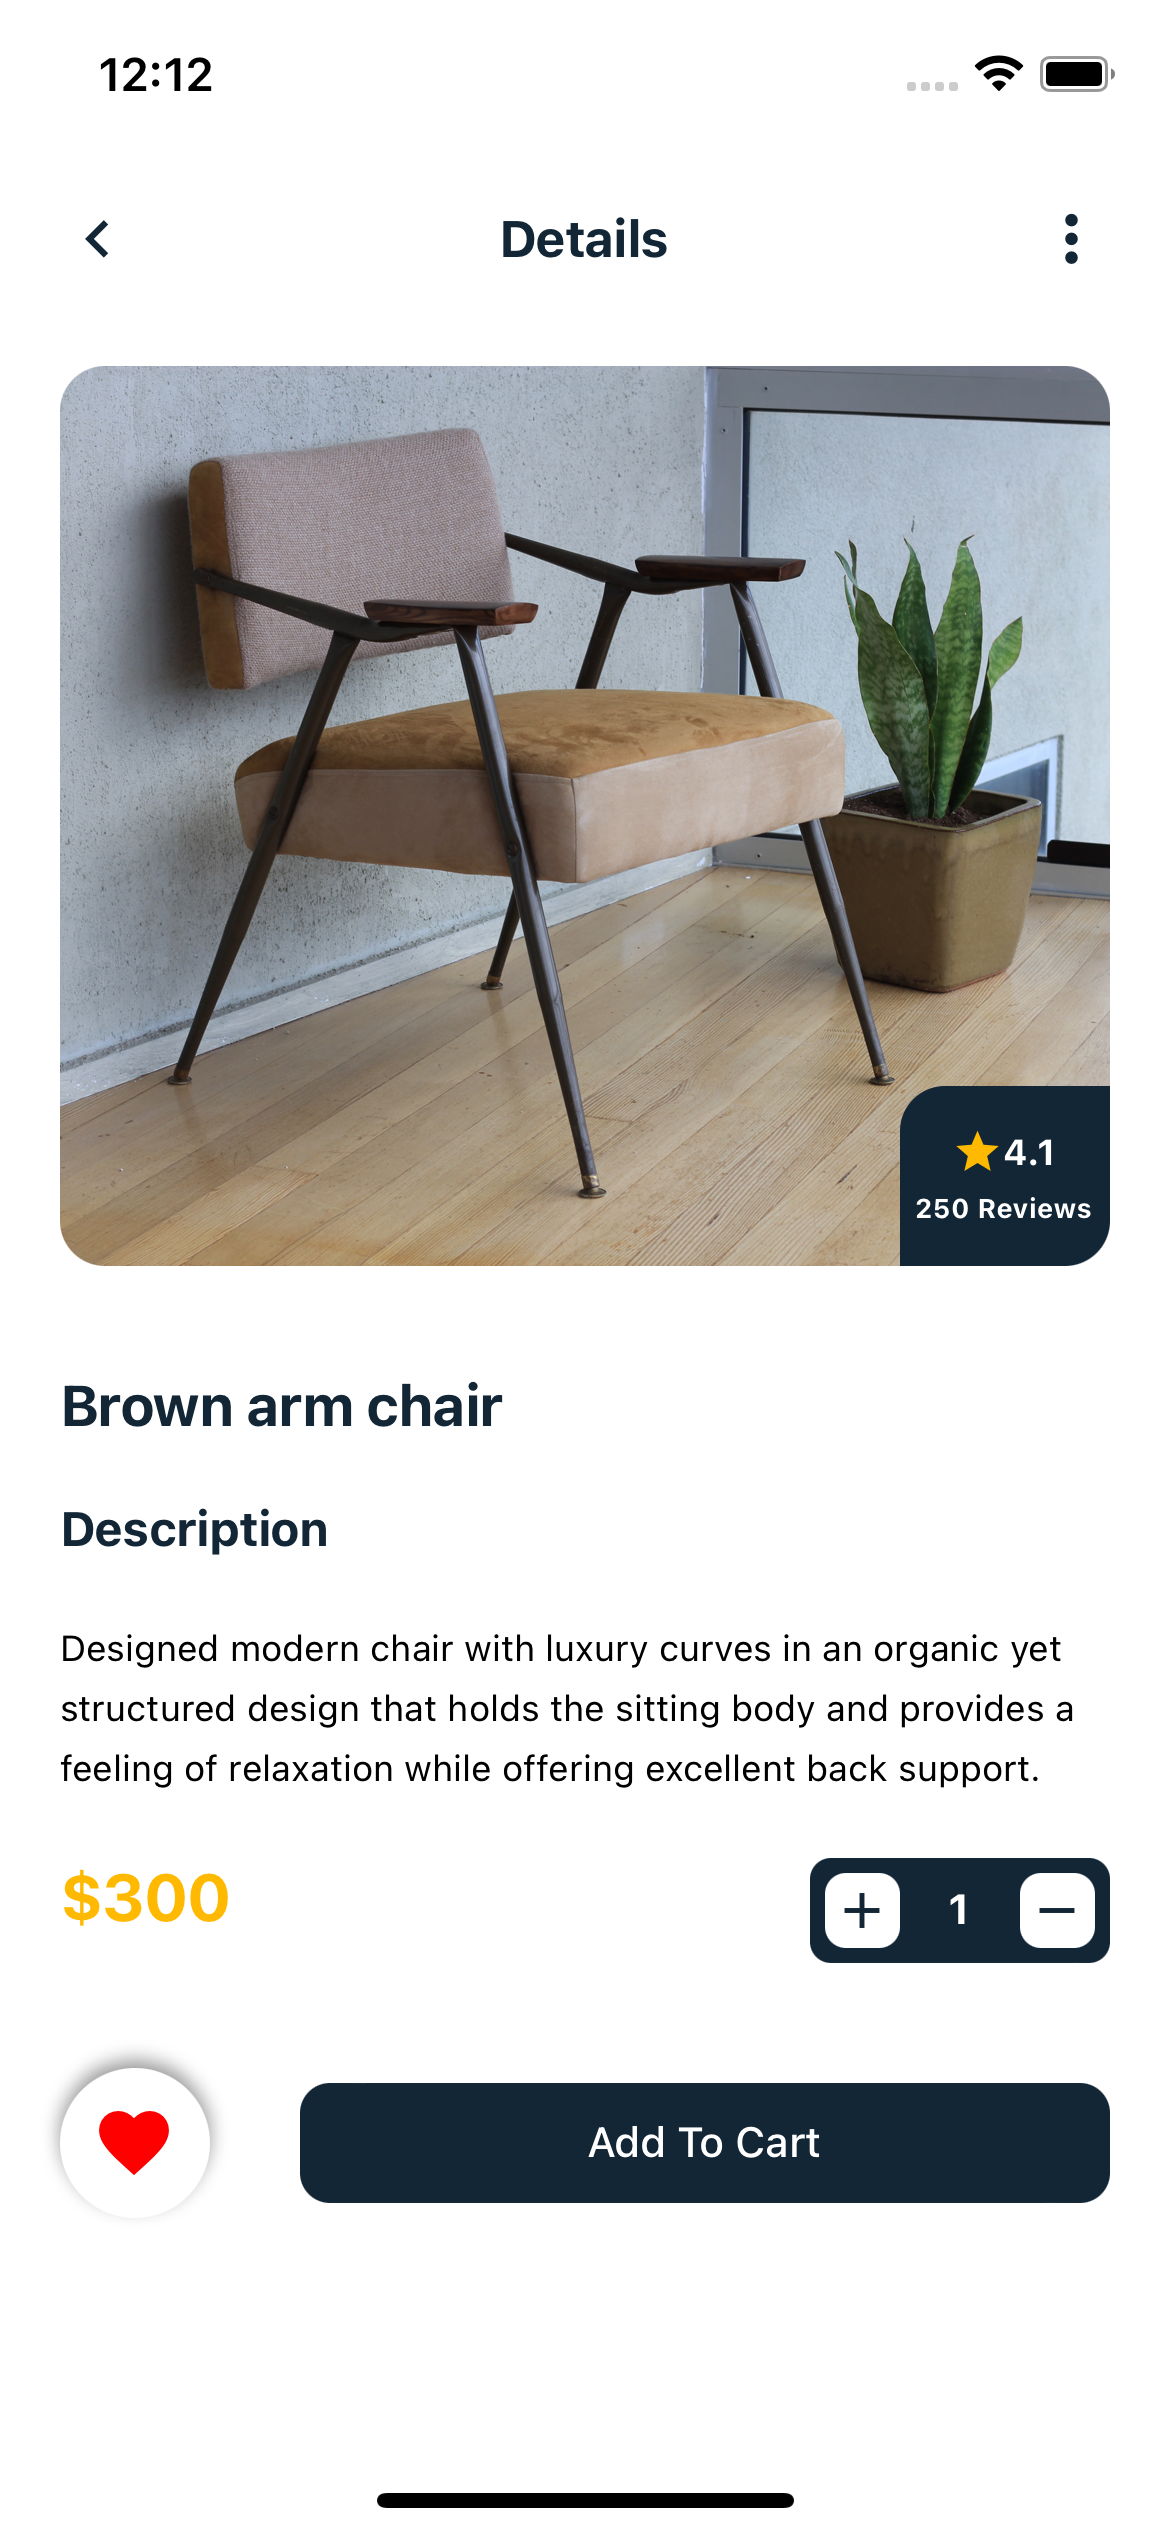 12:12
Details
4.1
250 Reviews
Brown arm chair
Description
Designed modern chair with luxury curves in an organic yet
structured design that holds the sitting body and provides a
feeling of relaxation while offering excellent back support.
$300
+ 1 −
Add To Cart